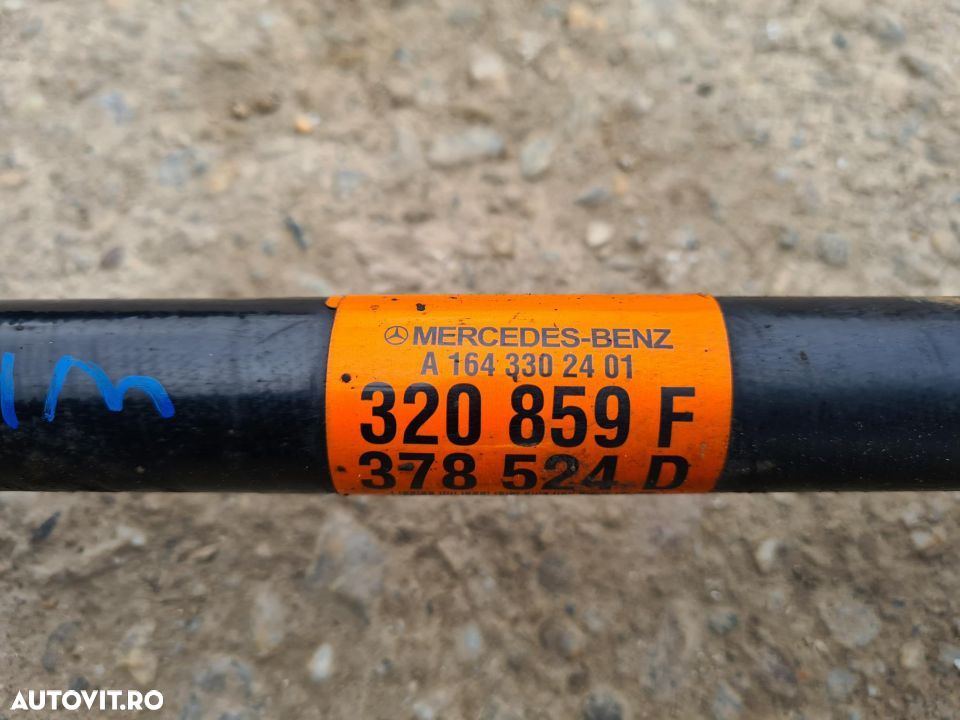 MERCEDES-BENZ
A 164 330 24 01
320 859 F
378 524 D
AUTOVIT.RO